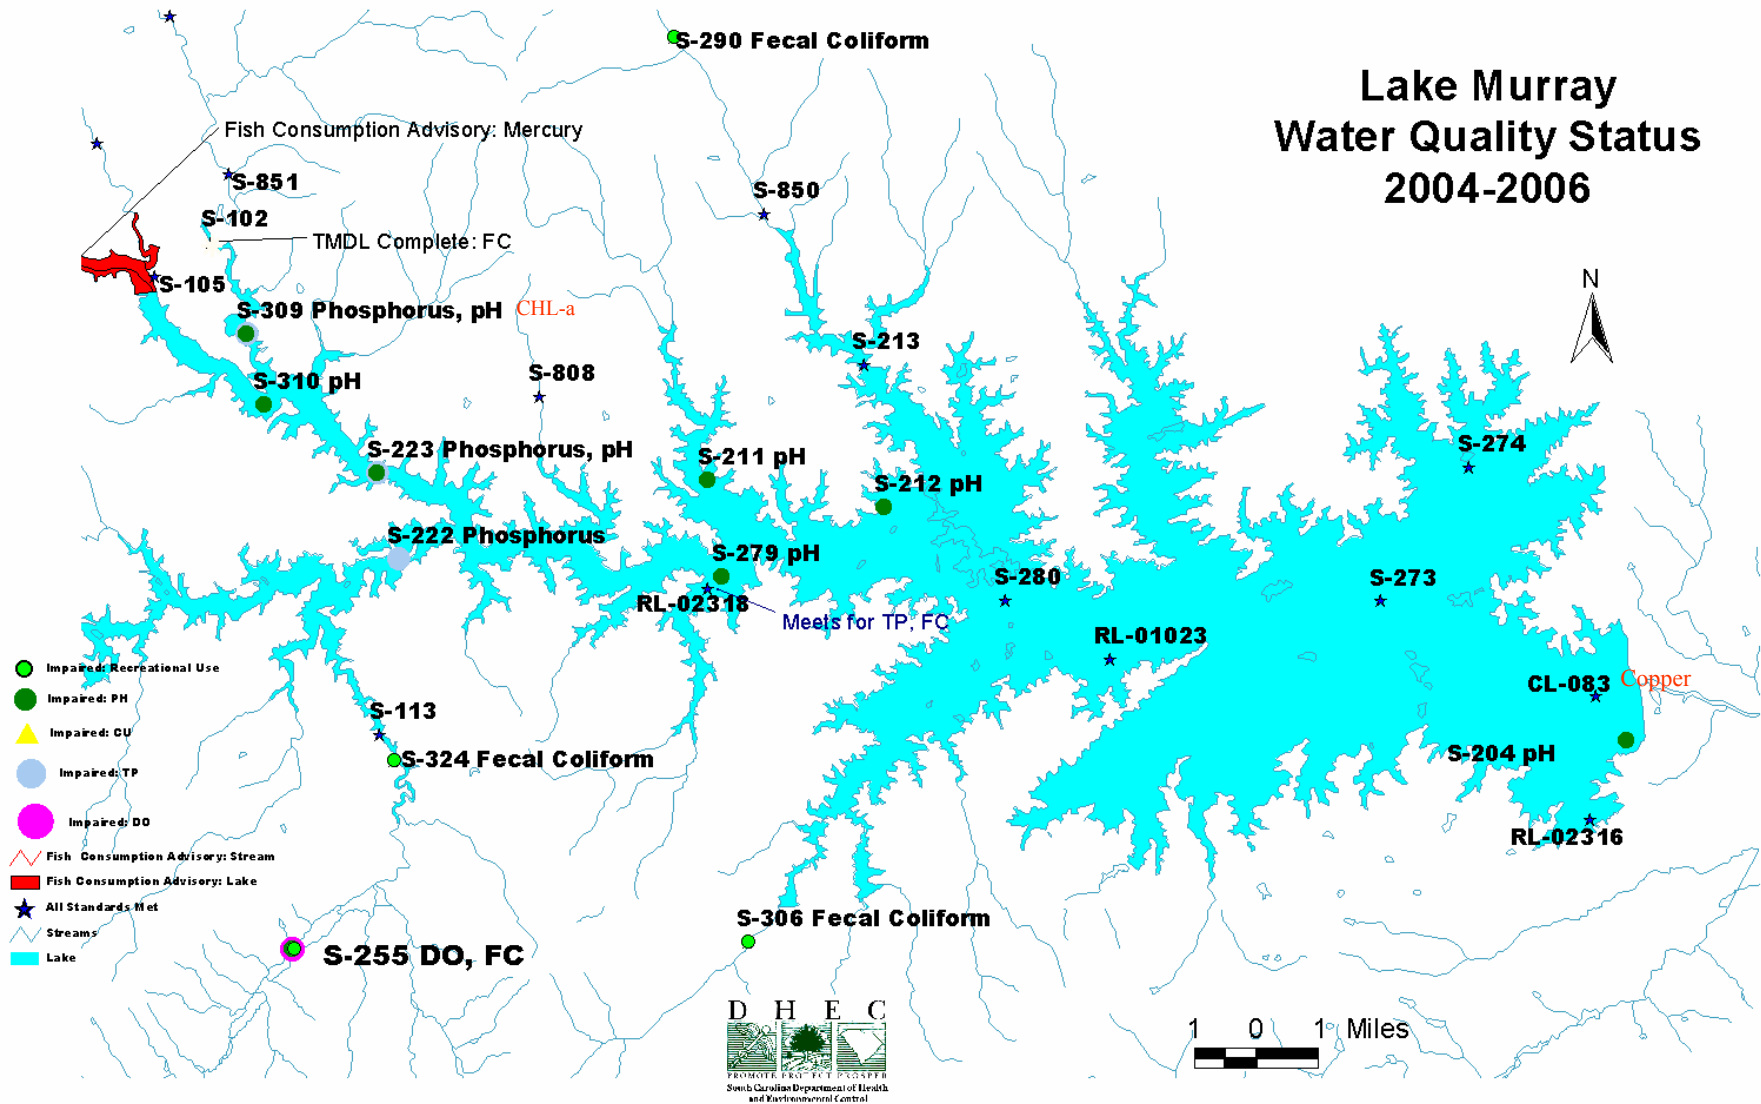 Lake Murray
Water Quality Status
2004-2006
S-290 Fecal Coliform
Fish Consumption Advisory: Mercury
S-851
S-850
S-102
TMDL Complete: FC
S-105
N
S-309 Phosphorus, pH CHL-a
S-213
S-310 pH
S-808
S-223 Phosphorus, pH
S-211 pH
S-274
S-212 pH
S-222 Phosphorus
S-279 pH
S-280
S-273
RL-02318
Meets for TP, FC
RL-01023
CL-083 Copper
S-113
S-204 pH
S-324 Fecal Coliform
RL-02316
S-306 Fecal Coliform
S-255 DO, FC
Impaired: Recreational Use
Impaired: PH
Impaired: CU
Impaired: TP
Impaired: DO
Fish Consumption Advisory: Stream
Fish Consumption Advisory: Lake
All Standards Met
Streams
Lake
D H E C
PROMOTE PROTECT PROSPER
South Carolina Department of Health
and Environmental Control
1 0 1 Miles